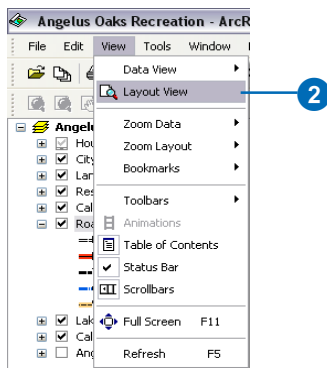 Angelus Oaks Recreation - ArcR
File Edit View Tools Window
Data View
Layout View
2
Zoom Data
Zoom Layout
Bookmarks
Toolbars
Animations
Table of Contents
Status Bar
Scrollbars
Full Screen F11
Refresh F5
Angelu
Hou
City
Lan
Res
Cal
Roa
Lak
Cal
Ang